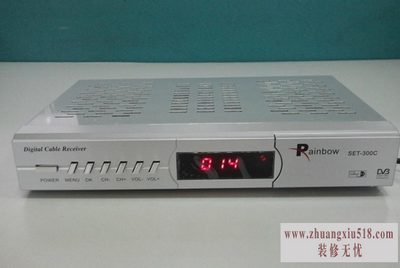 Digital Cable Receiver
Rainbow
014
SET-300C
POWER MENU OK CH- CH+ VOL- VOL+
DVB
www.zhuangxiu518.com
装修无忧